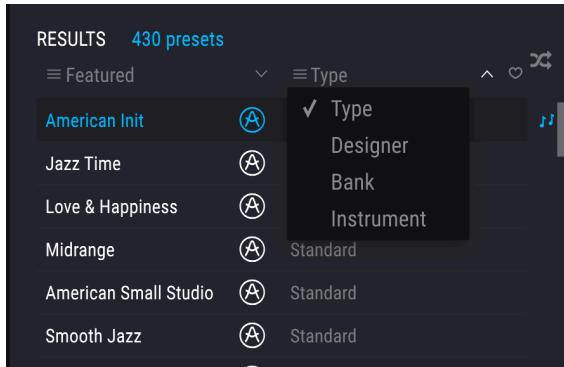 RESULTS 430 presets
Featured Type
American Init
Type
Jazz Time
Designer
Love & Happiness
Bank
Instrument
Midrange Standard
American Small Studio Standard
Smooth Jazz Standard